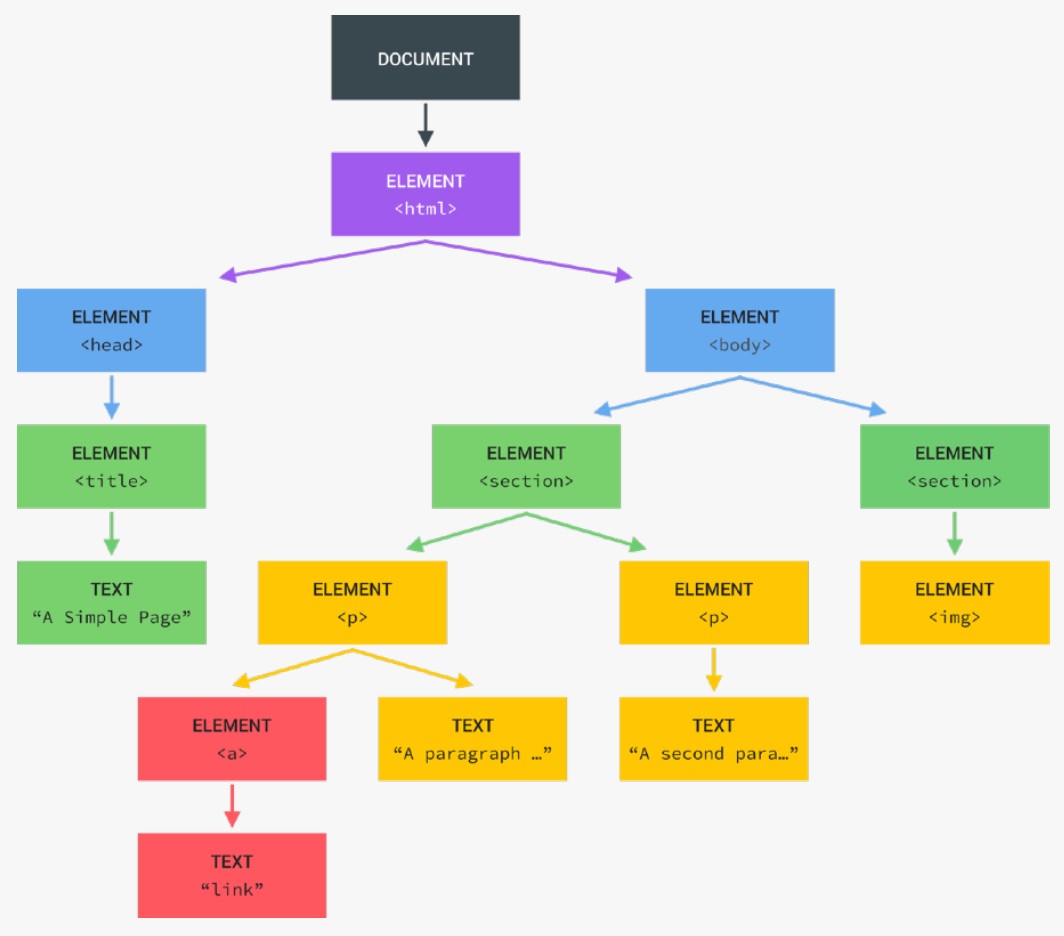 DOCUMENT
ELEMENT
<html>
ELEMENT
<head>
ELEMENT
<body>
ELEMENT
<title>
ELEMENT
<section>
ELEMENT
<section>
TEXT
“A Simple Page”
ELEMENT
<p>
ELEMENT
<p>
ELEMENT
<img>
ELEMENT
<a>
TEXT
“A paragraph …”
TEXT
“A second para…”
TEXT
“link”